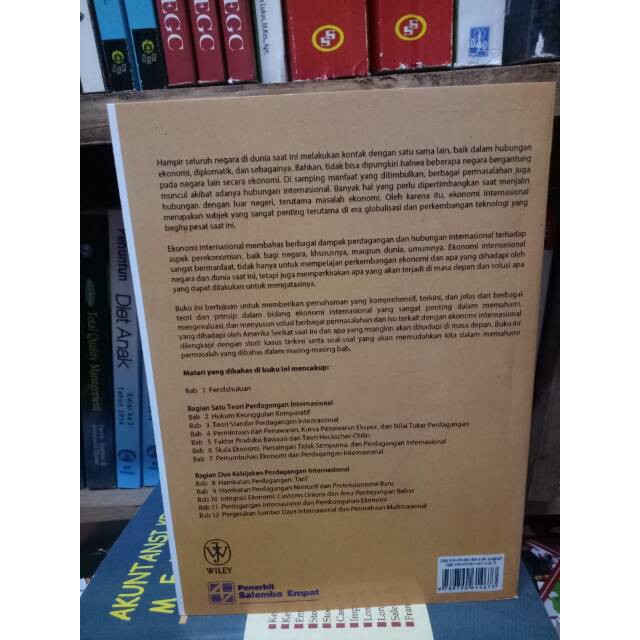 EGC
EGC
s Lukas, M.Kes., Apt.
Hampir seluruh negara di dunia saat ini melakukan kontak dengan satu sama lain, baik dalam hubungan
ekonomi, diplomatik, dan sebagainya. Bahkan, tidak bisa dipungkin bahwa beberapa negara bergantung
pada negara lain secara ekonomi. Di samping manfaat yang ditimbulkan, berbagai permasalahan juga
muncul akibat adanya hubungan internasional. Banyak hal yang perlu dipertimbangkan saat menjalin
hubungan dengan luar negeri, terutama masalah ekonomi. Oleh karena itu, ekonomi internasional
merupakan subjek yang sangat penting terutama di era globalisasi dan perkembangan teknologi yang
begitu pesat saat ini.
Ekonomi internasional membahas berbagai dampak perdagangan dan hubungan internasional terhadap
aspek perekonomian, baik bagi negara, khususnya, maupun dunia, umumnya. Ekonomi internasional
sangat bermanfaat, tidak hanya untuk mempelajari perkembangan ekonomi dan apa yang dihadapi oleh
negara dan dunia saat ini, tetapi juga memperkirakan apa yang akan terjadi di masa depan dan solusi apa
yang dapat dilakukan untuk mengatasinya.
Buku ini bertujuan untuk memberikan pemahaman yang komprehensif, terkini, dan jelas dari berbagai
teori dan prinsip dalam bidang ekonomi internasional yang sangat penting dalam memahami,
mengevaluasi, dan menyusun solusi berbagai permasalahan dan isu terkait dengan ekonomi internasional
yang dihadapi oleh Amerika Serikat saat ini dan apa yang mungkin akan dihadapi di masa depan. Buku ini
dilengkapi dengan studi kasus terkini serta soal-soal yang akan memudahkan kita dalam memahami
permasalah yang dibahas dalam masing-masing bab.
Materi yang dibahas di buku ini mencakup:
Bab 1 Pendahuluan
Bagian Satu Teori Perdagangan Internasional
Bab 2 Hukum Keunggulan Komparatif
Bab 3 Teori Standar Perdagangan Internasional
Bab 4 Permintaan dan Penawaran, Kurva Penawaran Ekspor, dan Nilai Tukar Perdagangan
Bab 5 Faktor Produksi Bawaan dan Teori Heckscher-Ohlin
Bab 6 Skala Ekonomi, Persaingan Tidak Sempurna, dan Perdagangan Internasional
Bab 7 Pertumbuhan Ekonomi dan Perdagangan Internasional
Bagian Dua Kebijakan Perdagangan Internasional
Bab 8 Hambatan Perdagangan: Tarif
Bab 9 Hambatan Perdagangan Nontarif dan Proteksionisme Baru
Bab 10 Integrasi Ekonomi: Customs Unions dan Area Perdagangan Bebas
Bab 11 Perdagangan Internasional dan Pembangunan Ekonomi
Bab 12 Pergerakan Sumber Daya Internasional dan Perusahaan Multinasional
WILEY
Penerbit
Salemba Empat
Total Quality Management
Penuntun
Diet Anak
Edisi ke 3
Tahun 2014
AKUNTANSI
M E